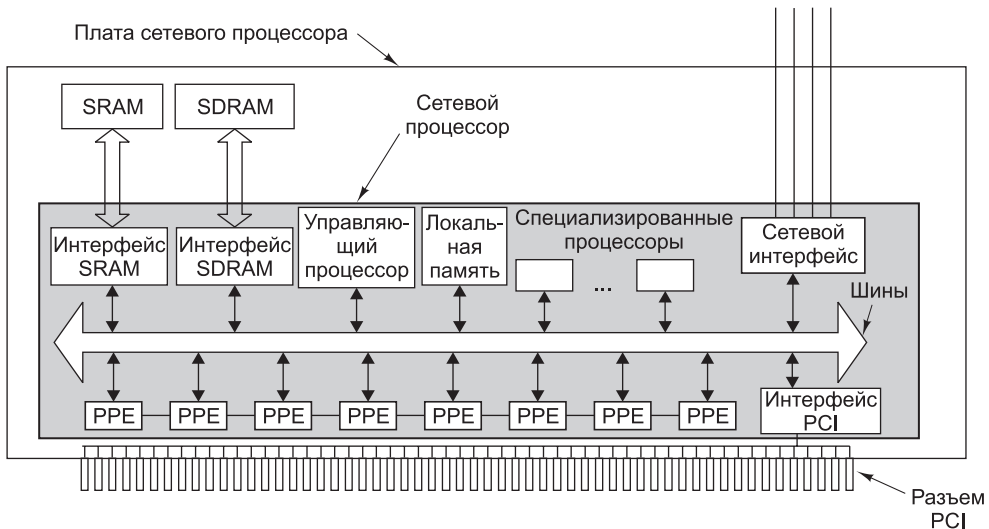 Плата сетевого процессора
SRAM
SDRAM
Сетевой
процессор
Интерфейс
SRAM
Интерфейс
SDRAM
Управляю-
щий
процессор
Локаль-
ная
память
Специализированные
процессоры
...
Сетевой
интерфейс
Шины
PPE
PPE
PPE
PPE
PPE
PPE
PPE
PPE
Интерфейс
PCI
Разъем
PCI